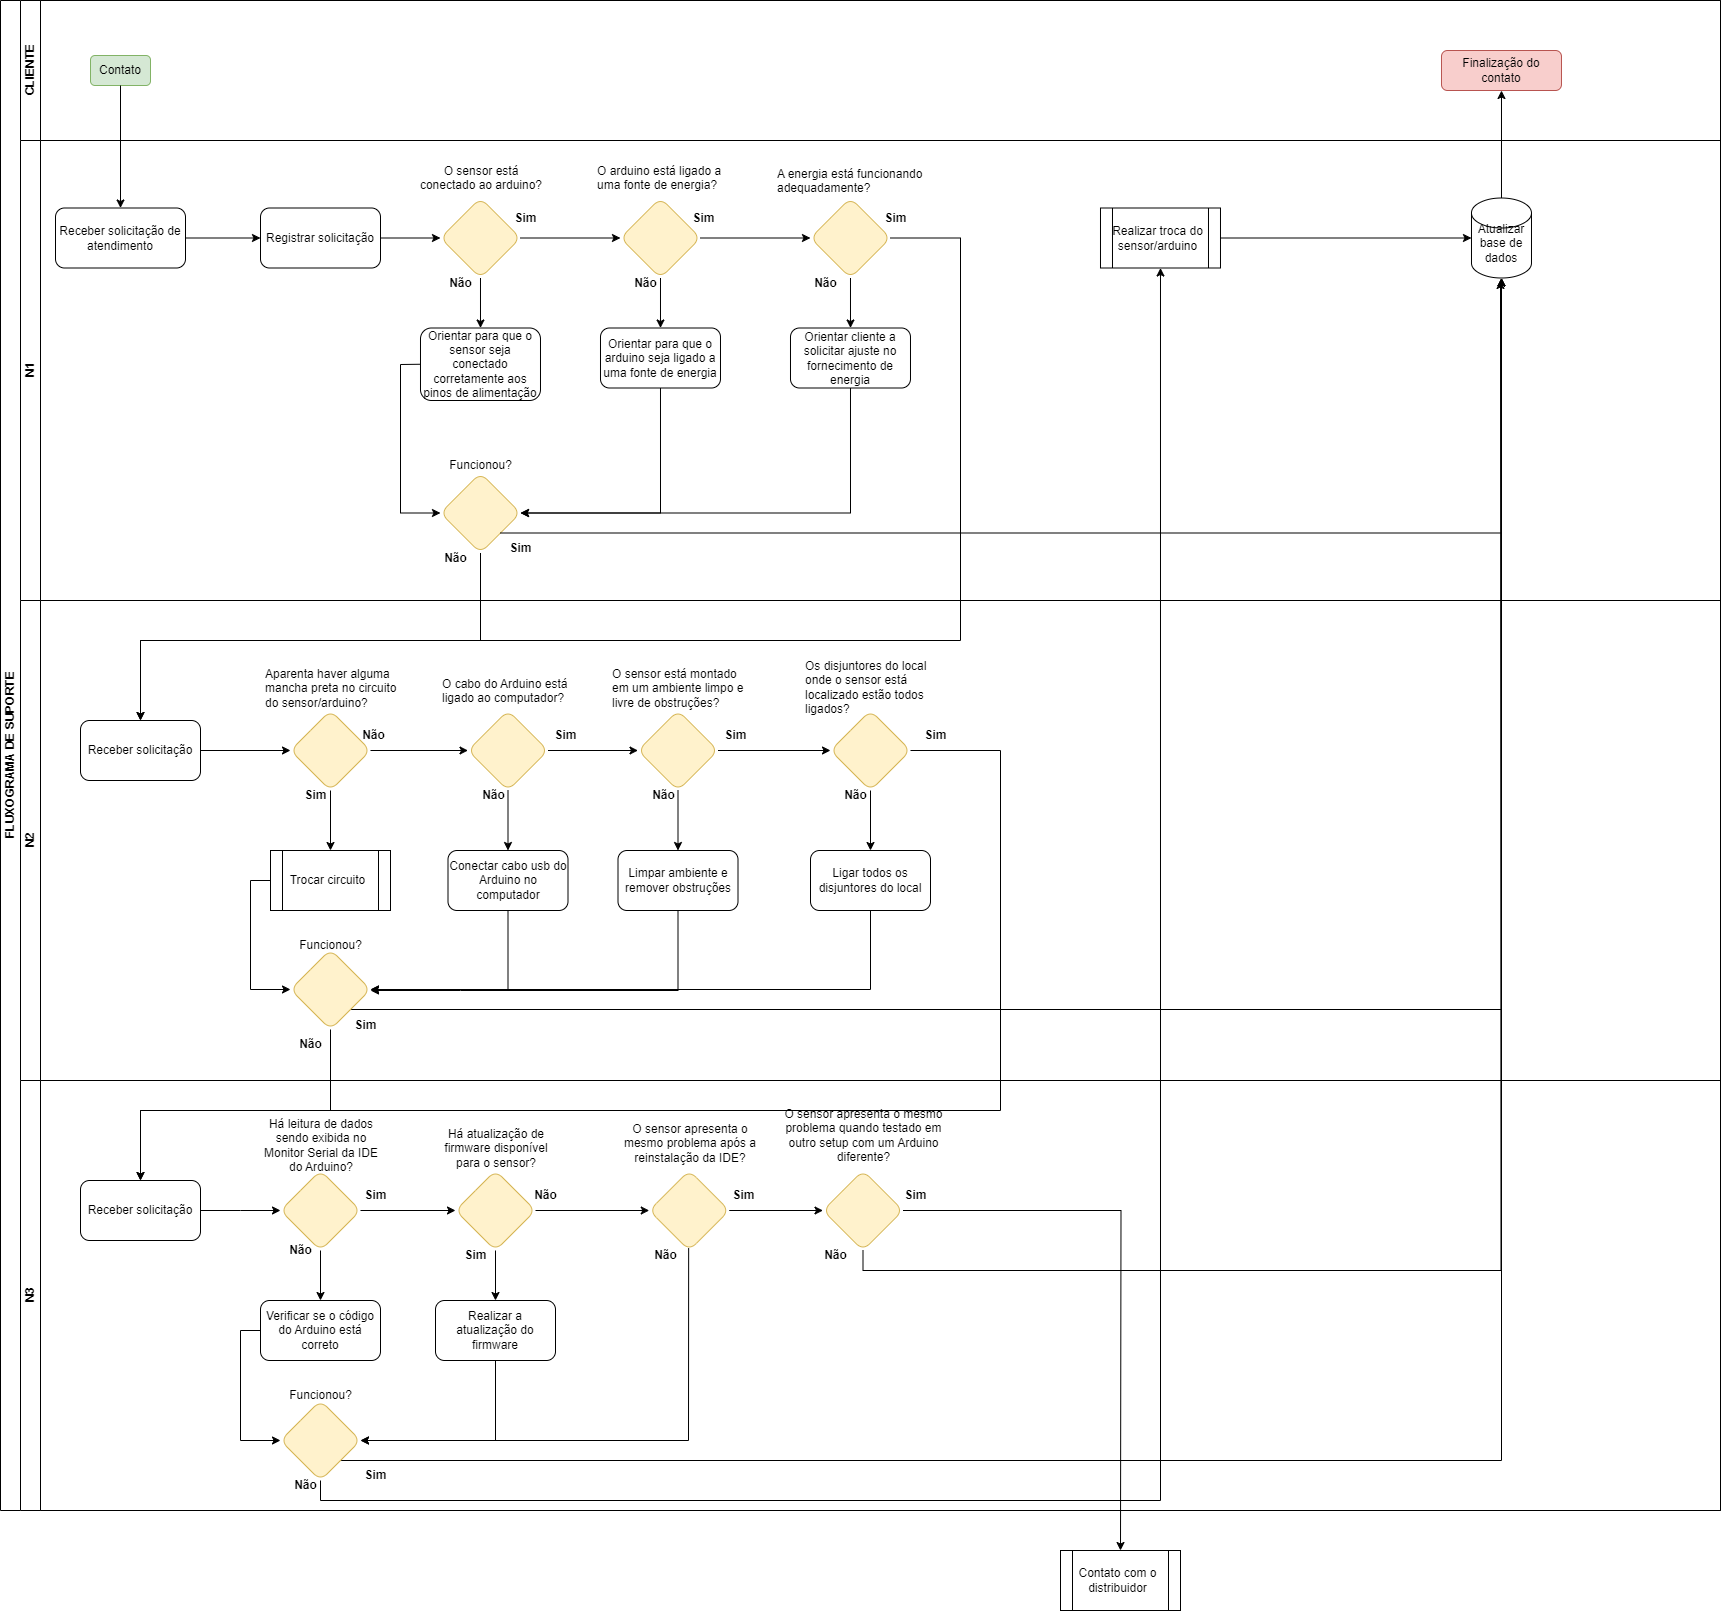 FLUXOGRAMA DE SUPORTE
CLIENTE
Contato
Finalização do
contato
N1
O sensor está
conectado ao arduino?
O arduino está ligado a
uma fonte de energia?
A energia está funcionando
adequadamente?
Sim
Sim
Sim
Receber solicitação de
atendimento
Registrar solicitação
Realizar troca do
sensor/arduino
Atualizar
base de
dados
Não
Não
Não
Orientar para que o
sensor seja
conectado
corretamente aos
pinos de alimentação
Orientar para que o
arduino seja ligado a
uma fonte de energia
Orientar cliente a
solicitar ajuste no
fornecimento de
energia
Funcionou?
Sim
Não
N2
Aparenta haver alguma
mancha preta no circuito
do sensor/arduino?
O cabo do Arduino está
ligado ao computador?
O sensor está montado
em um ambiente limpo e
livre de obstruções?
Os disjuntores do local
onde o sensor está
localizado estão todos
ligados?
Não
Sim
Sim
Sim
Receber solicitação
Sim
Não
Não
Não
Trocar circuito
Conectar cabo usb do
Arduino no
computador
Limpar ambiente e
remover obstruções
Ligar todos os
disjuntores do local
Funcionou?
Sim
Não
N3
Há leitura de dados
sendo exibida no
Monitor Serial da IDE
do Arduino?
Há atualização de
firmware disponível
para o sensor?
O sensor apresenta o
mesmo problema após a
reinstalação da IDE?
O sensor apresenta o mesmo
problema quando testado em
outro setup com um Arduino
diferente?
Sim
Não
Sim
Sim
Receber solicitação
Não
Sim
Não
Não
Verificar se o código
do Arduino está
correto
Realizar a
atualização do
firmware
Funcionou?
Sim
Não
Contato com o
distribuidor